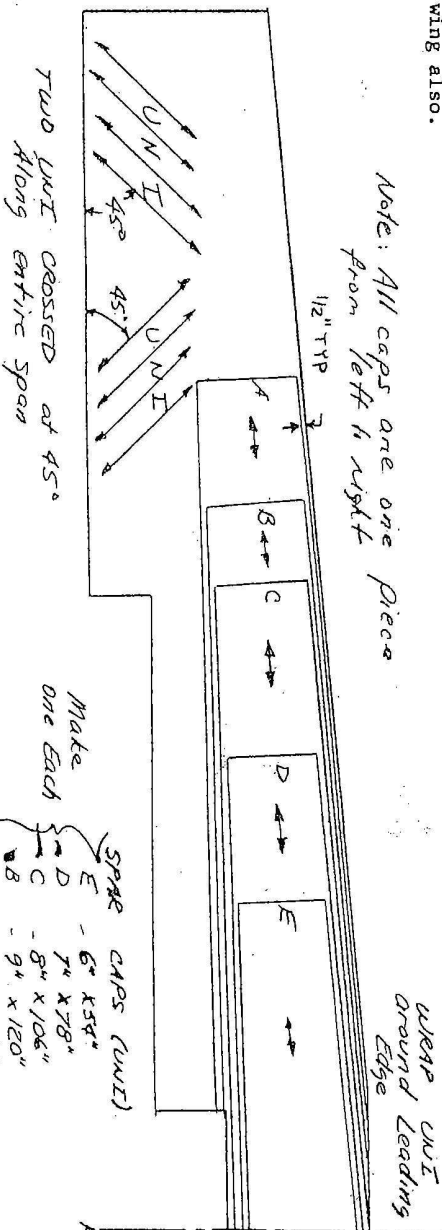 wing also.
Note: All caps are one piece
from left to right
1/2" TYP
WRAP UNI
around Leading
Edge
A
B
C
D
E
UNI
45°
45°
UNI
TWO UNI CROSSED at 45°
Along entire span
SPAR CAPS (UNI)
Make
one Each
E - 6" x 54"
D 7" x 78"
C - 8" x 106"
B - 9" x 120"